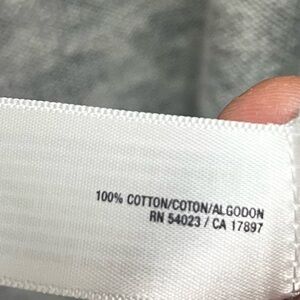 100% COTTON/COTON/ALGODON
RN 54023 / CA 17897